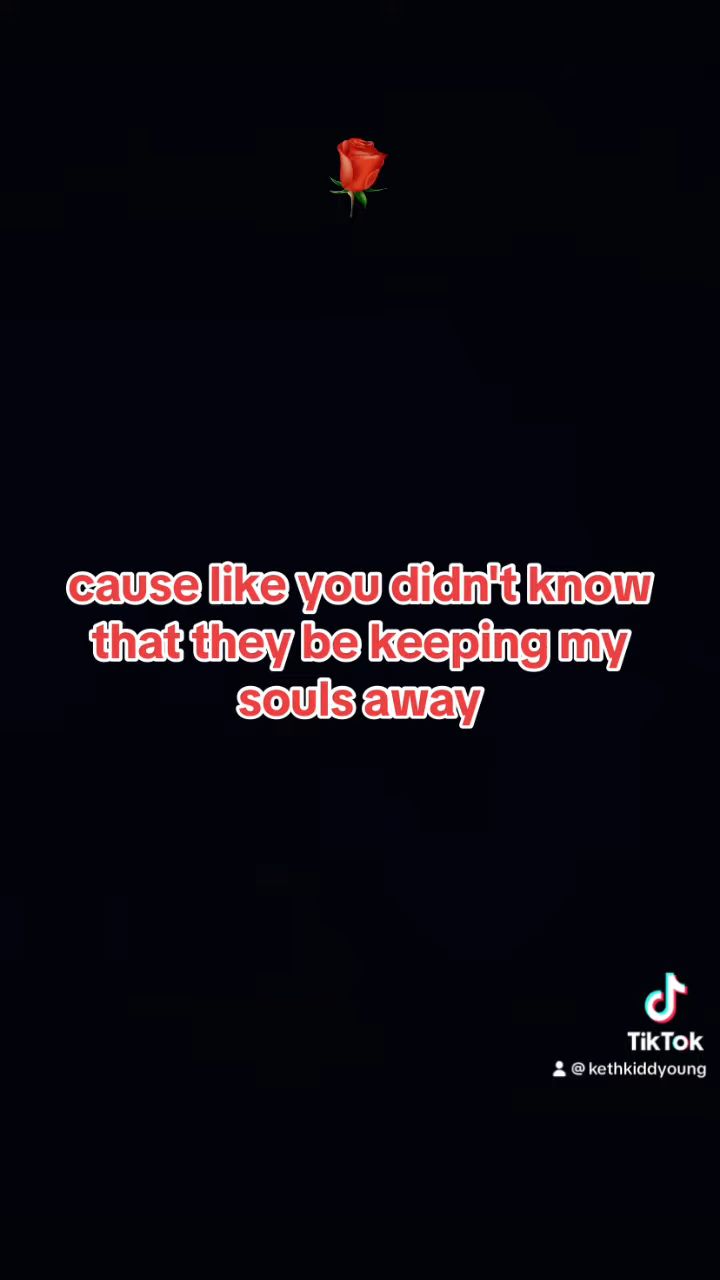 cause like you didn't know
that they be keeping my
souls away
TikTok
@kethkiddyoung